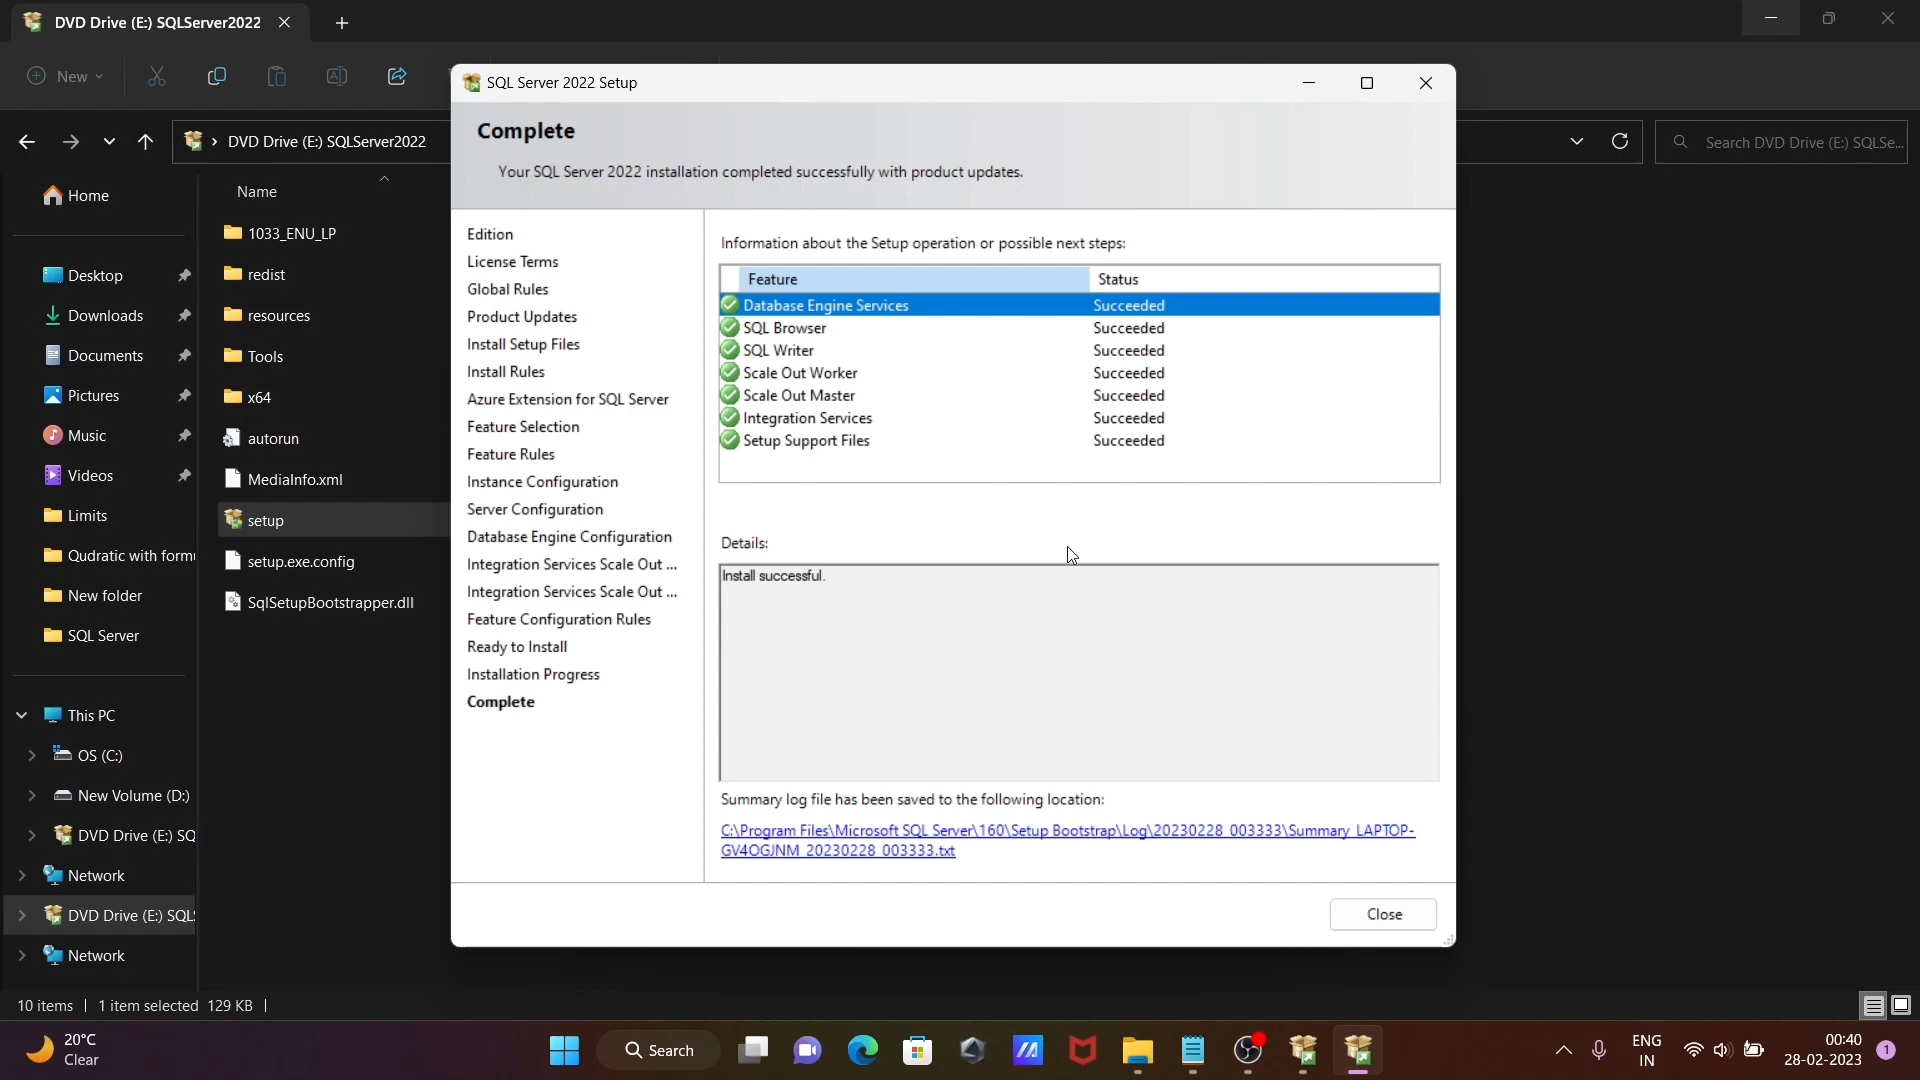 DVD Drive (E:) SQLServer2022
New
DVD Drive (E:) SQLServer2022
Search DVD Drive (E:) SQLSe...
Home
Desktop
Downloads
Documents
Pictures
Music
Videos
Limits
Qudratic with form
New folder
SQL Server
This PC
OS (C:)
New Volume (D:)
DVD Drive (E:) SQ
Network
DVD Drive (E:) SQL
Network
Name
1033_ENU_LP
redist
resources
Tools
x64
autorun
MediaInfo.xml
setup
setup.exe.config
SqlSetupBootstrapper.dll
10 items
1 item selected 129 KB
SQL Server 2022 Setup
Complete
Your SQL Server 2022 installation completed successfully with product updates.
Edition
License Terms
Global Rules
Product Updates
Install Setup Files
Install Rules
Azure Extension for SQL Server
Feature Selection
Feature Rules
Instance Configuration
Server Configuration
Database Engine Configuration
Integration Services Scale Out ...
Integration Services Scale Out ...
Feature Configuration Rules
Ready to Install
Installation Progress
Complete
Information about the Setup operation or possible next steps:
Feature Status
Database Engine Services Succeeded
SQL Browser Succeeded
SQL Writer Succeeded
Scale Out Worker Succeeded
Scale Out Master Succeeded
Integration Services Succeeded
Setup Support Files Succeeded
Details:
Install successful.
Summary log file has been saved to the following location:
C:\Program Files\Microsoft SQL Server\160\Setup Bootstrap\Log\20230228_003333\Summary_LAPTOP-
GV4OGJNM_20230228_003333.txt
Close
20°C
Clear
Search
ENG
IN
00:40
28-02-2023
1